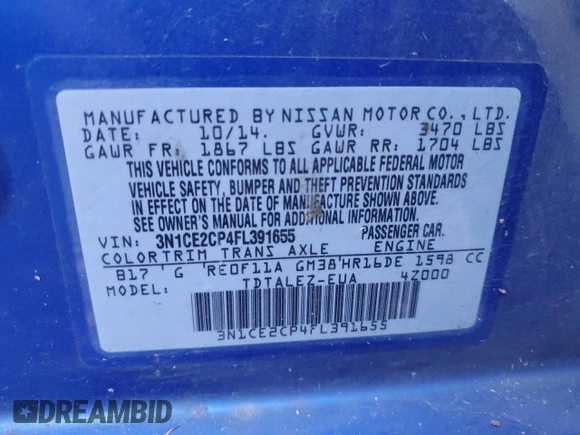 MANUFACTURED BY NISSAN MOTOR CO., LTD.
DATE: 10/14. GVWR: 3470 LBS
GAWR FR: 1867 LBS GAWR RR: 1704 LBS
THIS VEHICLE CONFORMS TO ALL APPLICABLE FEDERAL MOTOR
VEHICLE SAFETY, BUMPER AND THEFT PREVENTION STANDARDS
IN EFFECT ON THE DATE OF MANUFACTURE SHOWN ABOVE.
SEE OWNER'S MANUAL FOR ADDITIONAL INFORMATION.
VIN: 3N1CE2CP4FL391655 PASSENGER CAR.
COLOR TRIM TRANS AXLE ENGINE
B17 G RE0F11A GM38 HR16DE 1598 CC
MODEL: TDTALEZ-EUA 4Z000
3N1CE2CP4FL391655
DREAMBID